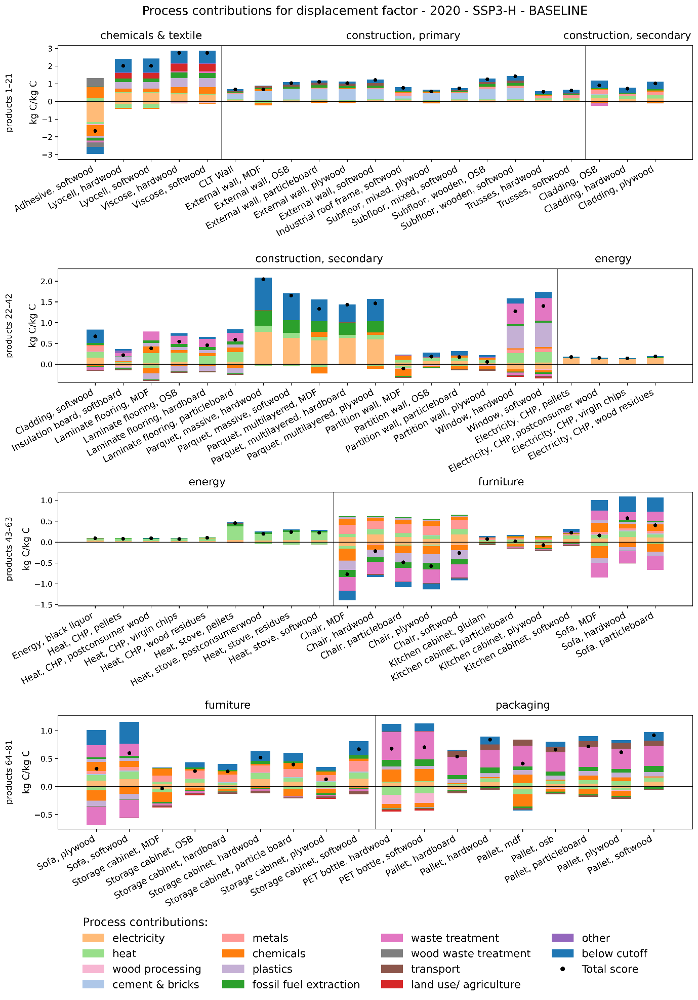 Process contributions for displacement factor - 2020 - SSP3-H - BASELINE
chemicals & textile
construction, primary
construction, secondary
products 1–21
kg C/kg C
3
2
1
0
−1
−2
−3
Adhesive, softwood
Lyocell, hardwood
Lyocell, softwood
Viscose, hardwood
Viscose, softwood
CLT Wall
External wall, MDF
External wall, OSB
External wall, particleboard
External wall, plywood
External wall, softwood
Industrial roof frame, softwood
Subfloor, mixed, plywood
Subfloor, mixed, softwood
Subfloor, wooden, OSB
Subfloor, wooden, softwood
Trusses, hardwood
Trusses, softwood
Cladding, OSB
Cladding, hardwood
Cladding, plywood
construction, secondary
energy
products 22–42
kg C/kg C
2.0
1.5
1.0
0.5
0.0
Cladding, softwood
Insulation board, softboard
Laminate flooring, MDF
Laminate flooring, OSB
Laminate flooring, hardboard
Laminate flooring, particleboard
Parquet, massive, hardwood
Parquet, massive, softwood
Parquet, multilayered, MDF
Parquet, multilayered, hardboard
Parquet, multilayered, plywood
Partition wall, MDF
Partition wall, OSB
Partition wall, particleboard
Partition wall, plywood
Window, hardwood
Window, softwood
Electricity, CHP, pellets
Electricity, CHP, postconsumer wood
Electricity, CHP, virgin chips
Electricity, CHP, wood residues
energy
furniture
products 43–63
kg C/kg C
1.0
0.5
0.0
−0.5
−1.0
−1.5
Energy, black liquor
Heat, CHP, pellets
Heat, CHP, postconsumer wood
Heat, CHP, virgin chips
Heat, CHP, wood residues
Heat, stove, pellets
Heat, stove, postconsumerwood
Heat, stove, residues
Heat, stove, softwood
Chair, MDF
Chair, hardwood
Chair, particleboard
Chair, plywood
Chair, softwood
Kitchen cabinet, glulam
Kitchen cabinet, particleboard
Kitchen cabinet, plywood
Kitchen cabinet, softwood
Sofa, MDF
Sofa, hardwood
Sofa, particleboard
furniture
packaging
products 64–81
kg C/kg C
1.0
0.5
0.0
−0.5
Sofa, plywood
Sofa, softwood
Storage cabinet, MDF
Storage cabinet, OSB
Storage cabinet, hardboard
Storage cabinet, hardwood
Storage cabinet, particle board
Storage cabinet, plywood
Storage cabinet, softwood
PET bottle, hardwood
PET bottle, softwood
Pallet, hardboard
Pallet, hardwood
Pallet, mdf
Pallet, osb
Pallet, particleboard
Pallet, plywood
Pallet, softwood
Process contributions:
electricity
heat
wood processing
cement & bricks
metals
chemicals
plastics
fossil fuel extraction
waste treatment
wood waste treatment
transport
land use/ agriculture
other
below cutoff
Total score